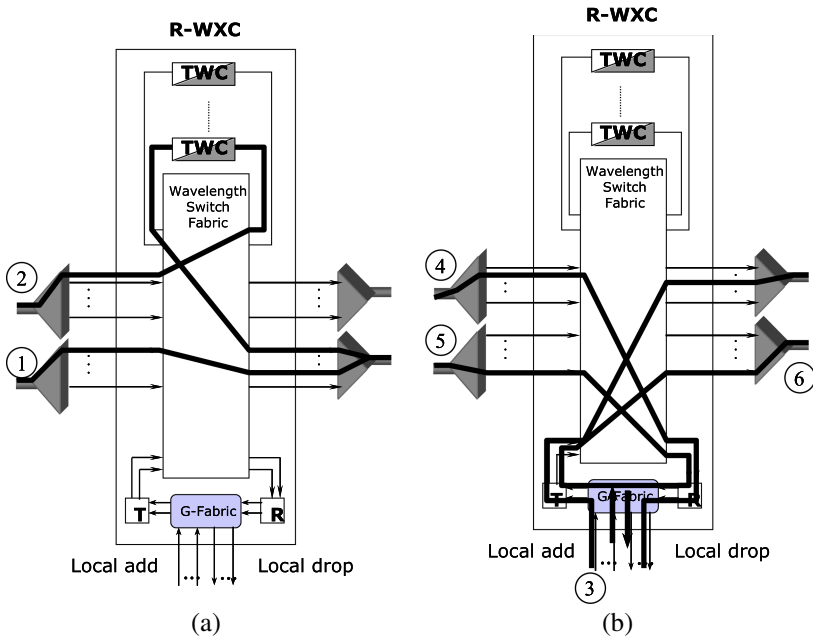 R-WXC
TWC
TWC
Wavelength
Switch
Fabric
2
1
T
G-Fabric
R
Local add
Local drop
(a)
R-WXC
TWC
TWC
Wavelength
Switch
Fabric
4
5
6
T
G-Fabric
R
Local add
Local drop
3
(b)